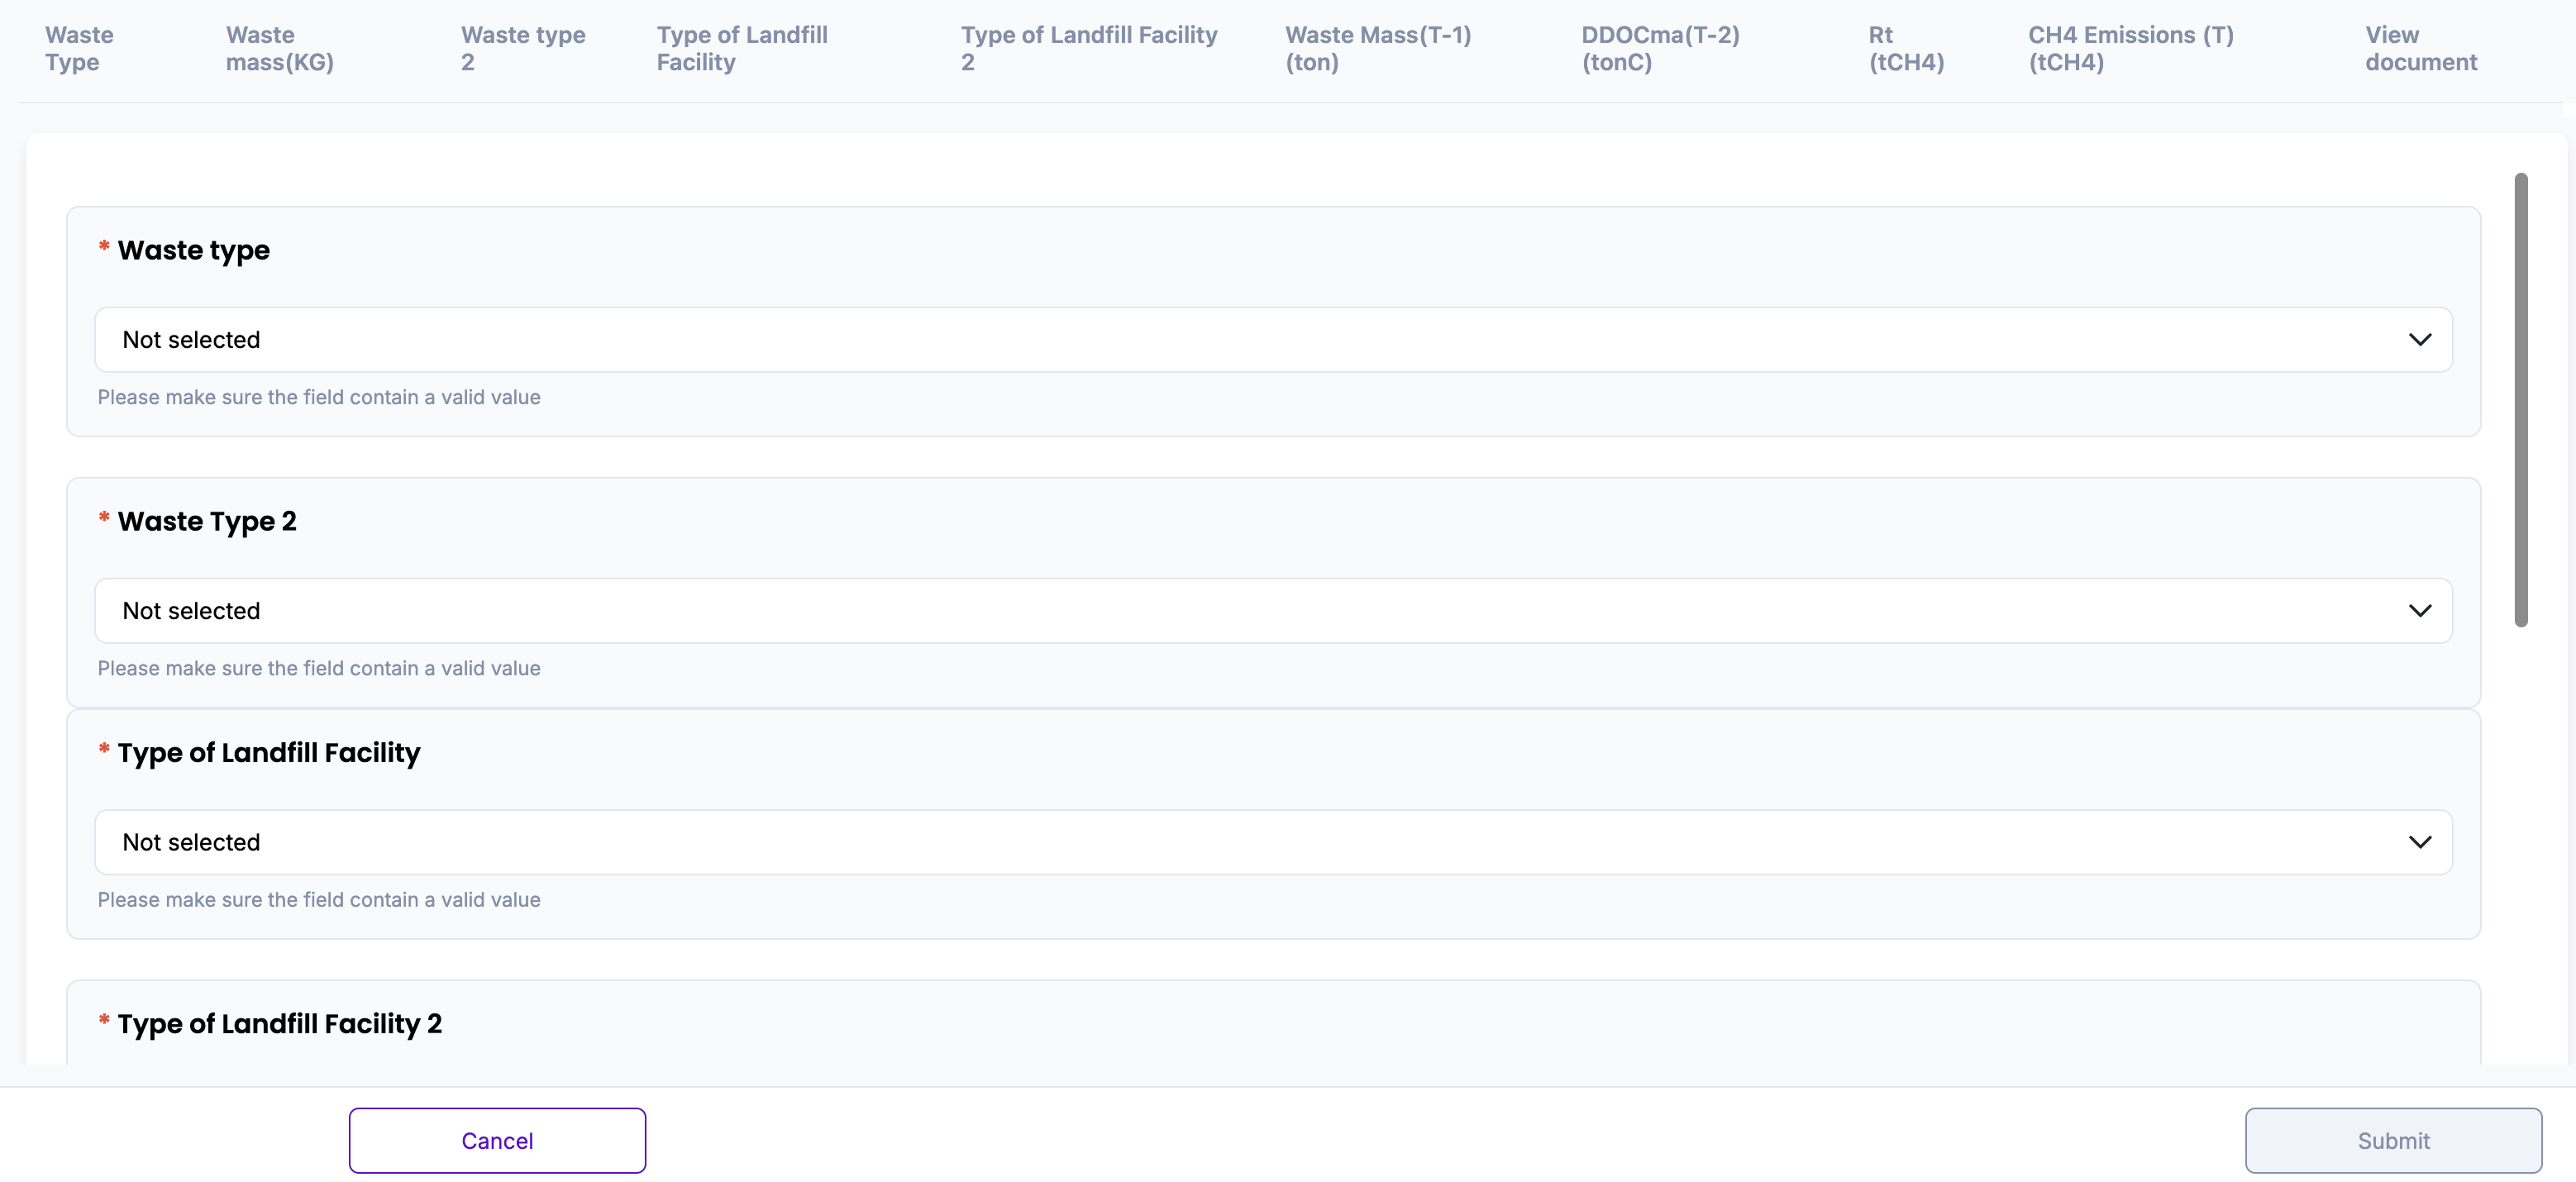 Waste Type
Waste mass(KG)
Waste type 2
Type of Landfill Facility
Type of Landfill Facility 2
Waste Mass(T-1) (ton)
DDOCma(T-2) (tonC)
Rt (tCH4)
CH4 Emissions (T) (tCH4)
View document
* Waste type
Not selected
Please make sure the field contain a valid value
* Waste Type 2
Not selected
Please make sure the field contain a valid value
* Type of Landfill Facility
Not selected
Please make sure the field contain a valid value
* Type of Landfill Facility 2
Cancel
Submit